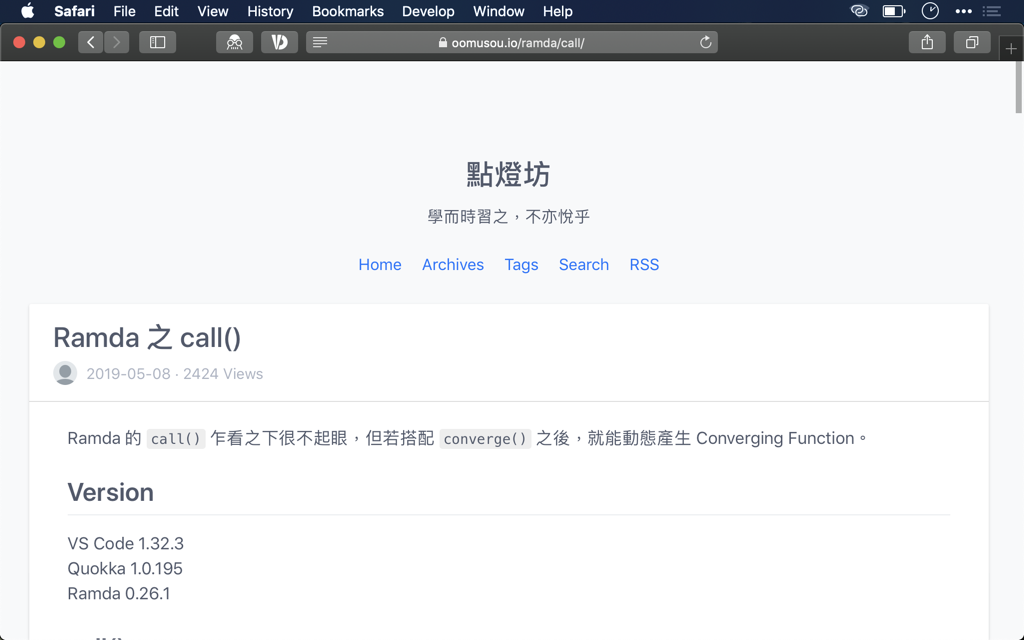 Safari File Edit View History Bookmarks Develop Window Help
oomusou.io/ramda/call/
點燈坊
學而時習之，不亦悅乎
Home Archives Tags Search RSS
Ramda 之 call()
2019-05-08 · 2424 Views
Ramda 的 call() 乍看之下很不起眼，但若搭配 converge() 之後，就能動態產生 Converging Function。
Version
VS Code 1.32.3
Quokka 1.0.195
Ramda 0.26.1